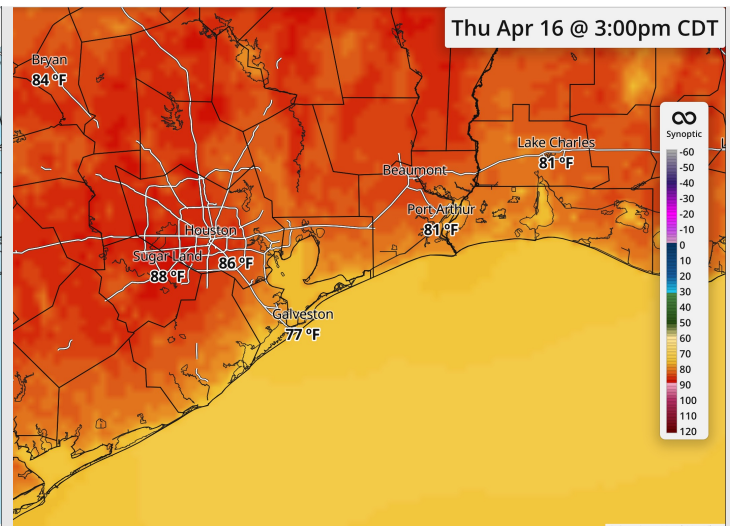 Thu Apr 16 @ 3:00pm CDT
Bryan
84 °F
Synoptic
-60
-50
-40
-30
-20
-10
0
10
20
30
40
50
60
70
80
90
100
110
120
Lake Charles
81 °F
L
Beaumont
Port Arthur
81 °F
Houston
86 °F
Sugar Land
88 °F
Galveston
77 °F